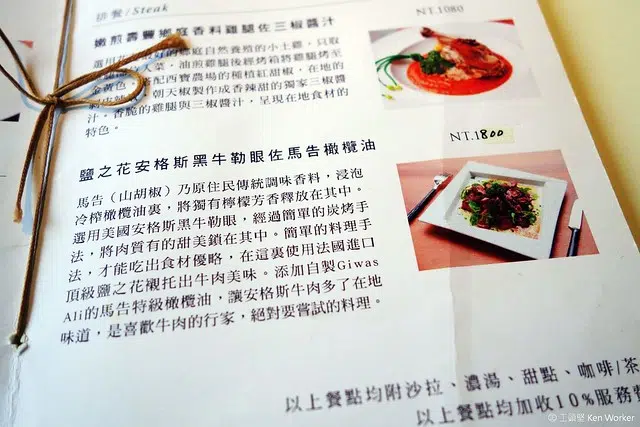 排餐/Steak
NT.1080
嫩煎壽豐鄉庭香料雞腿佐三椒醬汁
庭自然養殖的小土雞,只取
菜,油煎雞腿後經烤箱將雞腿烤至
金黃色,配西寶農場的種植紅甜椒,在地的
朝天椒製作成香辣甜的獨家三椒醬
汁。香脆的雞腿與三椒醬汁,呈現在地食材的
特色。
NT.1800
鹽之花安格斯黑牛勒眼佐馬告橄欖油
馬告(山胡椒)乃原住民傳統調味香料,浸泡
冷榨橄欖油裏,將獨有檸檬芳香釋放在其中。
選用美國安格斯黑牛勒眼,經過簡單的炭烤手
法,將肉質有的甜美鎖在其中。簡單的料理手
法,才能吃出食材優略,在這裏使用法國進口
頂級鹽之花襯托出牛肉美味。添加自製Giwas
Ali的馬告特級橄欖油,讓安格斯牛肉多了在地
味道,是喜歡牛肉的行家,絕對要嘗試的料理。
以上餐點均附沙拉、濃湯、甜點、咖啡/茶
以上餐點均加收10%服務費
Ken Worker